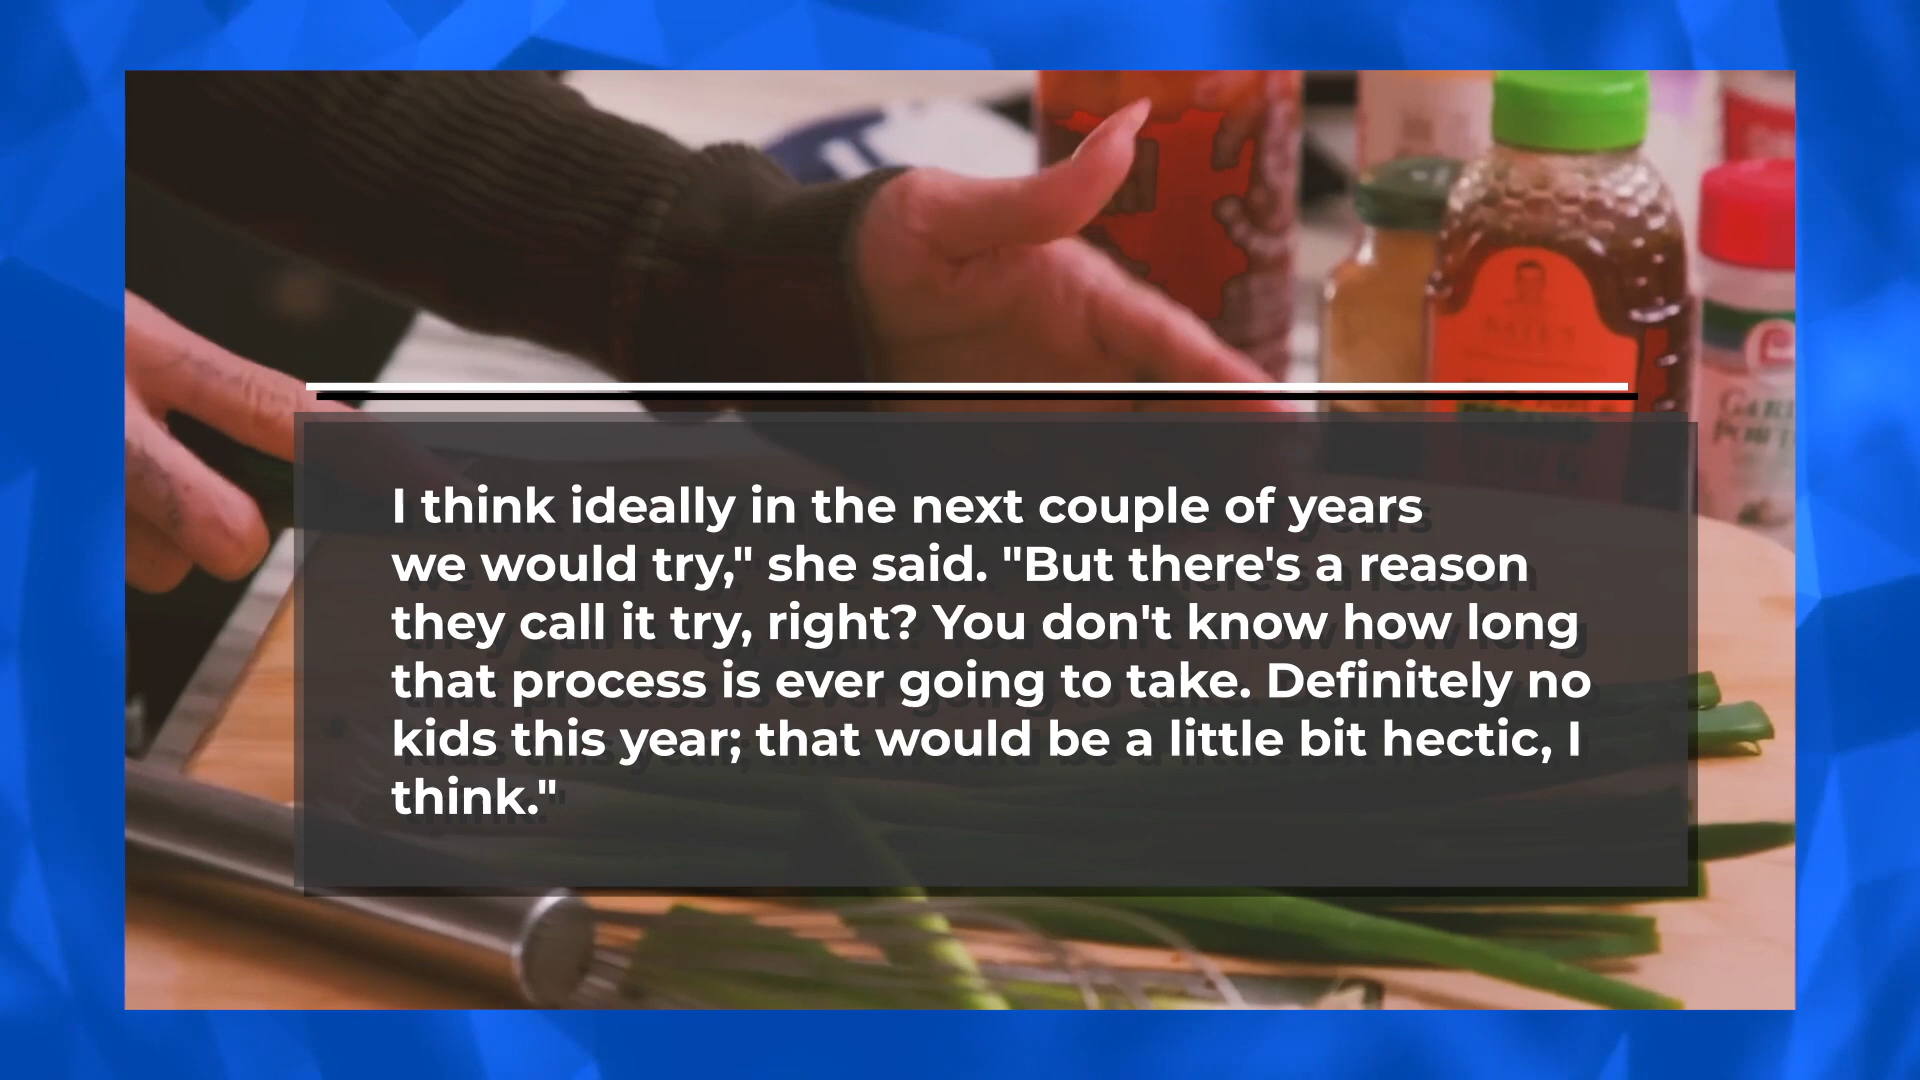 I think ideally in the next couple of years
we would try," she said. "But there's a reason
they call it try, right? You don't know how long
that process is ever going to take. Definitely no
kids this year; that would be a little bit hectic, I
think."